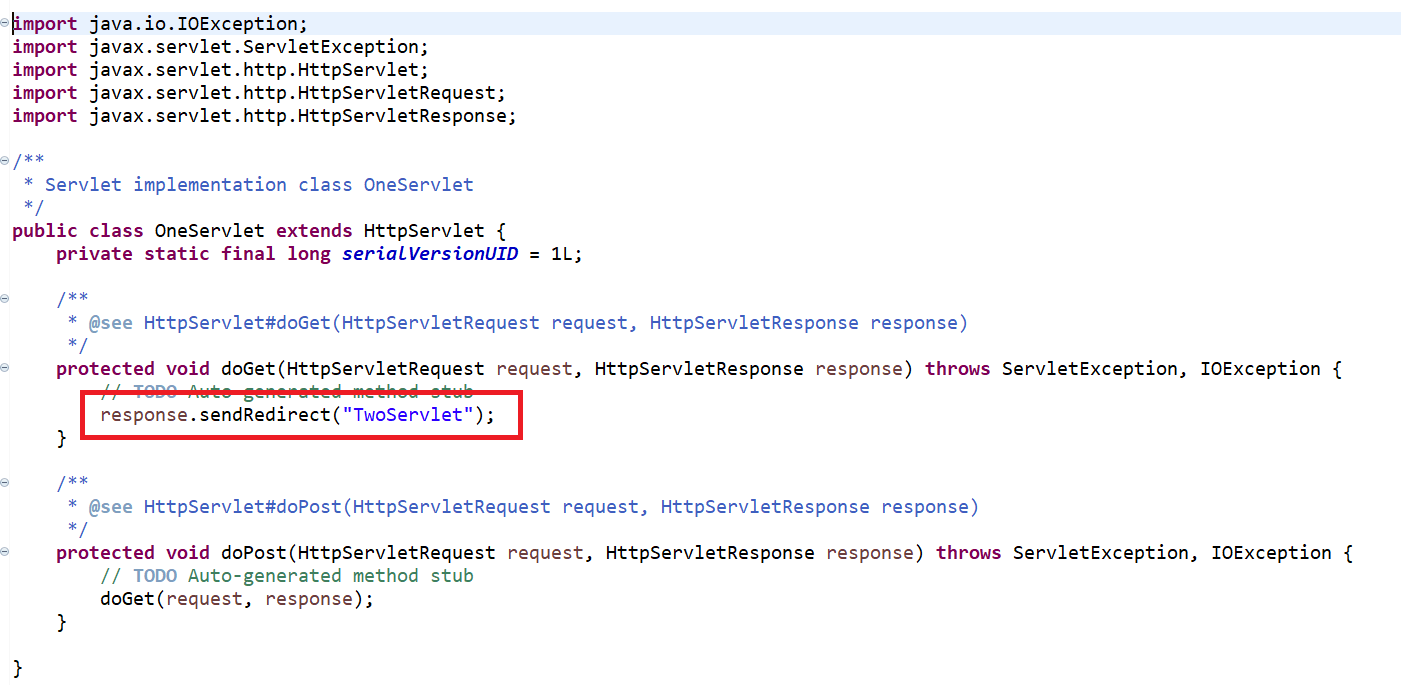 import java.io.IOException;
import javax.servlet.ServletException;
import javax.servlet.http.HttpServlet;
import javax.servlet.http.HttpServletRequest;
import javax.servlet.http.HttpServletResponse;

/**
 * Servlet implementation class OneServlet
 */
public class OneServlet extends HttpServlet {
    private static final long serialVersionUID = 1L;

    /**
     * @see HttpServlet#doGet(HttpServletRequest request, HttpServletResponse response)
     */
    protected void doGet(HttpServletRequest request, HttpServletResponse response) throws ServletException, IOException {
        // TODO Auto-generated method stub
        response.sendRedirect("TwoServlet");
    }

    /**
     * @see HttpServlet#doPost(HttpServletRequest request, HttpServletResponse response)
     */
    protected void doPost(HttpServletRequest request, HttpServletResponse response) throws ServletException, IOException {
        // TODO Auto-generated method stub
        doGet(request, response);
    }

}